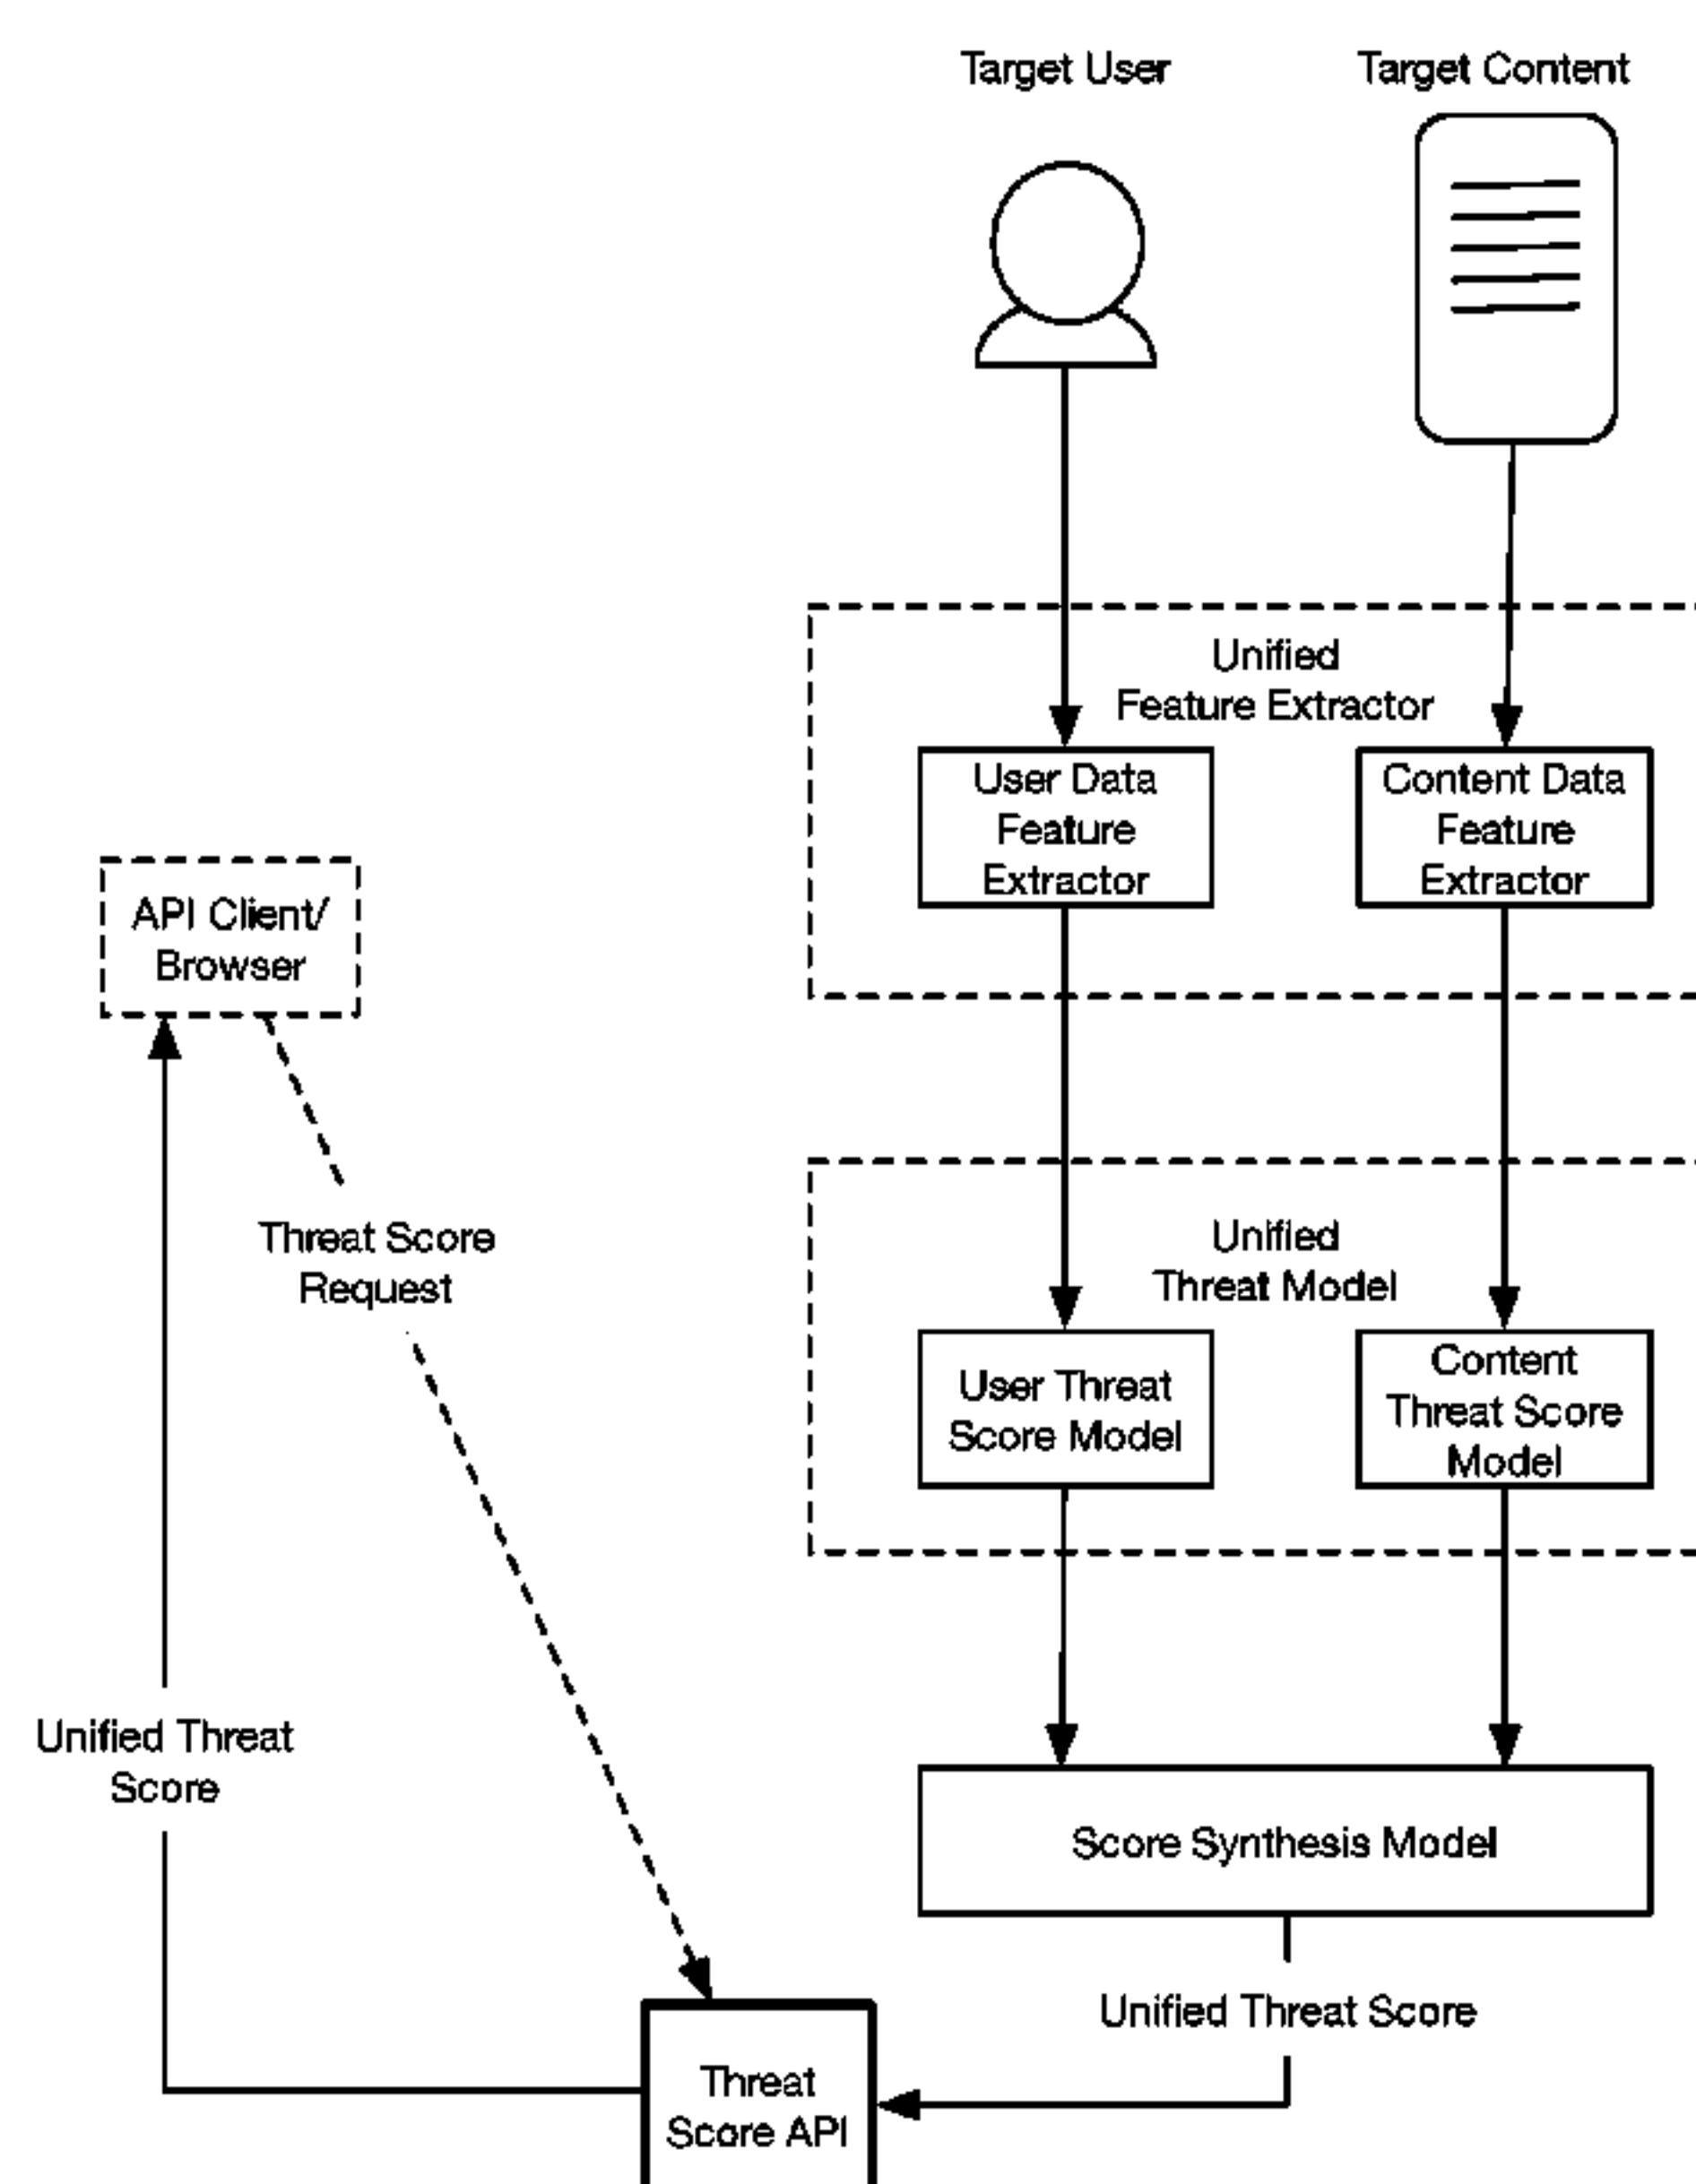 Target User
Target Content
Unified
Feature Extractor
User Data
Feature
Extractor
Content Data
Feature
Extractor
API Client/
Browser
Threat Score
Request
Unified
Threat Model
User Threat
Score Model
Content
Threat Score
Model
Unified Threat
Score
Score Synthesis Model
Unified Threat Score
Threat
Score API